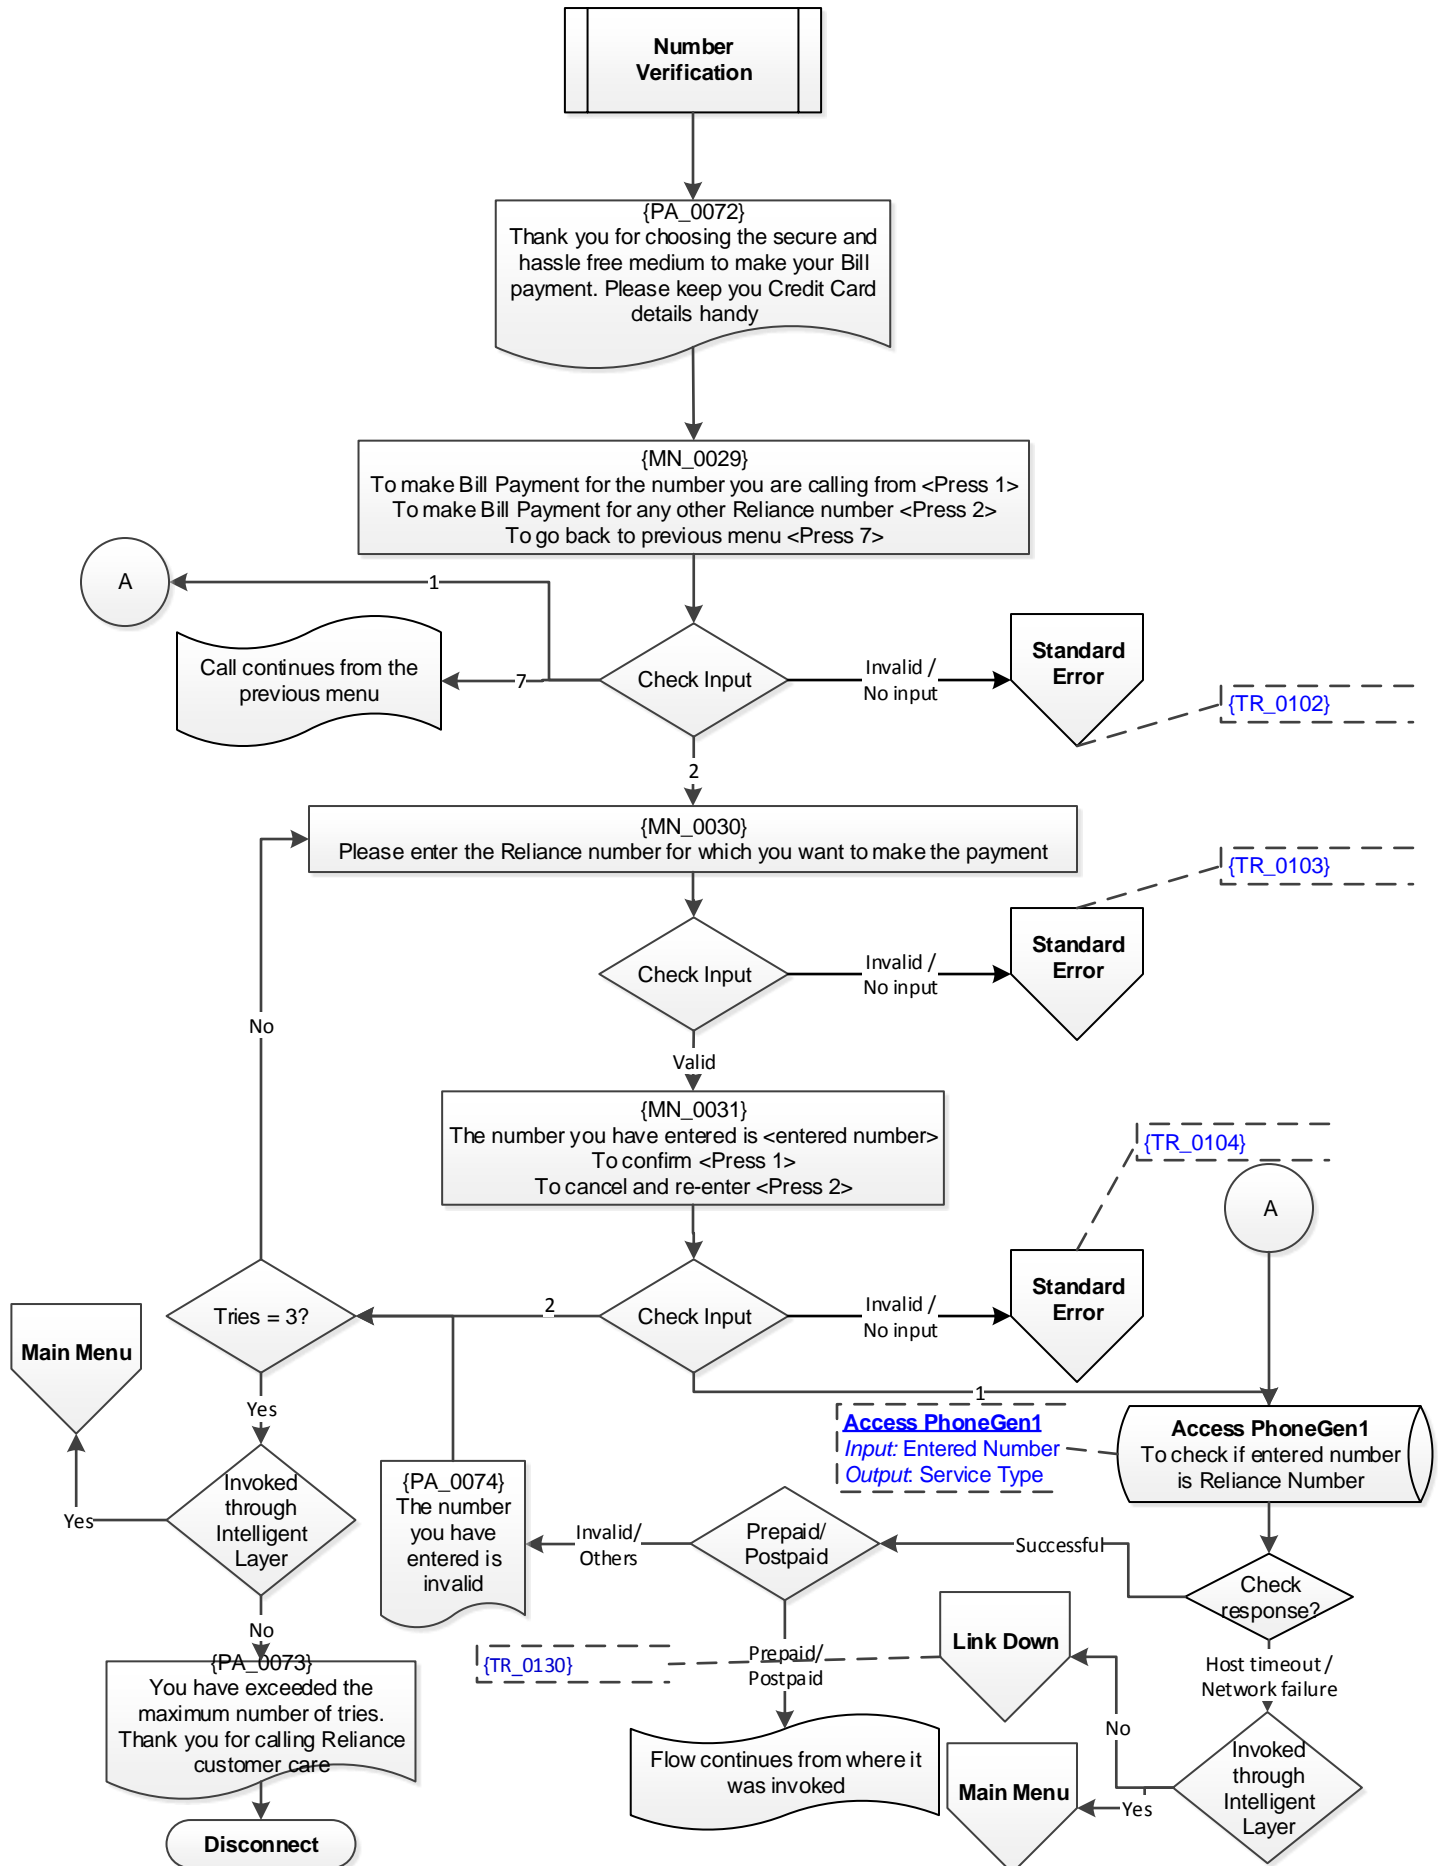 Number
Verification
{PA_0072}
Thank you for choosing the secure and
hassle free medium to make your Bill
payment. Please keep you Credit Card
details handy
{MN_0029}
To make Bill Payment for the number you are calling from <Press 1>
To make Bill Payment for any other Reliance number <Press 2>
To go back to previous menu <Press 7>
A
1
Call continues from the
previous menu
7
Check Input
Invalid /
No input
Standard
Error
{TR_0102}
2
{MN_0030}
Please enter the Reliance number for which you want to make the payment
{TR_0103}
Check Input
Invalid /
No input
Standard
Error
No
Valid
{MN_0031}
The number you have entered is <entered number>
To confirm <Press 1>
To cancel and re-enter <Press 2>
{TR_0104}
A
Main Menu
Tries = 3?
2
Check Input
Invalid /
No input
Standard
Error
1
Yes
Access PhoneGen1
Input: Entered Number
Output: Service Type
Access PhoneGen1
To check if entered number
is Reliance Number
Yes
Invoked
through
Intelligent
Layer
{PA_0074}
The number
you have
entered is
invalid
Invalid/
Others
Prepaid/
Postpaid
Successful
Check
response?
No
{TR_0130}
Prepaid/
Postpaid
Link Down
Host timeout /
Network failure
{PA_0073}
You have exceeded the
maximum number of tries.
Thank you for calling Reliance
customer care
Flow continues from where it
was invoked
No
Main Menu
Yes
Invoked
through
Intelligent
Layer
Disconnect